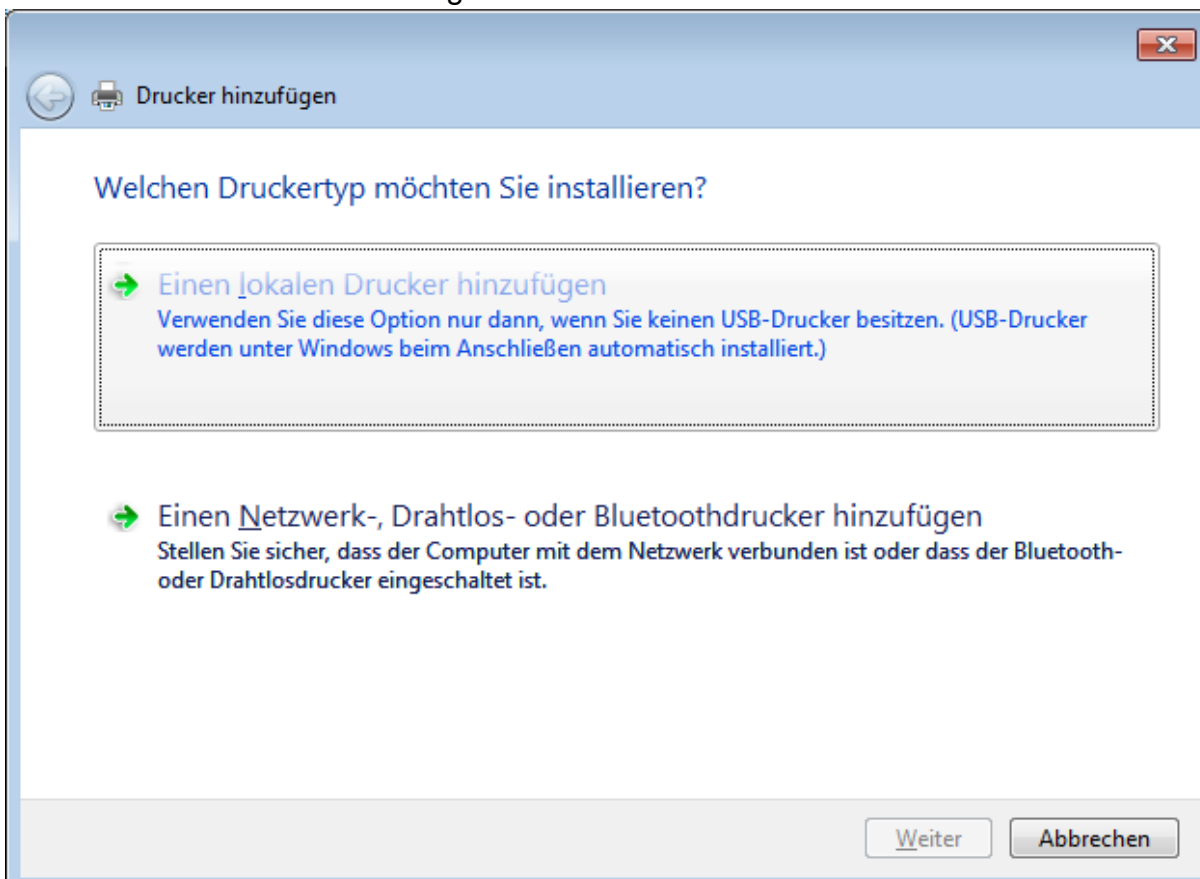 Drucker hinzufügen
Welchen Druckertyp möchten Sie installieren?
Einen lokalen Drucker hinzufügen
Verwenden Sie diese Option nur dann, wenn Sie keinen USB-Drucker besitzen. (USB-Drucker
werden unter Windows beim Anschließen automatisch installiert.)
Einen Netzwerk-, Drahtlos- oder Bluetoothdrucker hinzufügen
Stellen Sie sicher, dass der Computer mit dem Netzwerk verbunden ist oder dass der Bluetooth-
oder Drahtlosdrucker eingeschaltet ist.
Weiter
Abbrechen